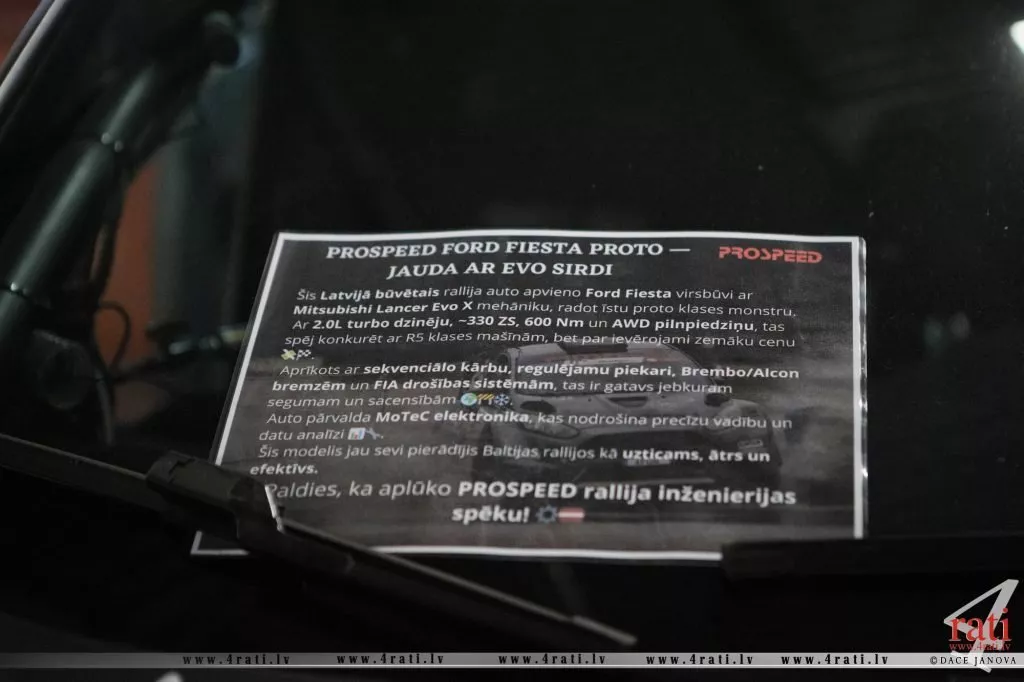 PROSPEED FORD FIESTA PROTO — 
JAUDA AR EVO SIRDI
PROSPEED
Šis Latvijā būvētais rallija auto apvieno Ford Fiesta virsbūvi ar
Mitsubishi Lancer Evo X mehāniku, radot īstu proto klases monstru.
Ar 2.0L turbo dzinēju, ~330 ZS, 600 Nm un AWD pilnpiedziņu, tas
spēj konkurēt ar R5 klases mašīnām, bet par ievērojami zemāku cenu
💸🏁.
Aprīkots ar sekvenciālo kārbu, regulējamu piekari, Brembo/Alcon
bremzēm un FIA drošības sistēmām, tas ir gatavs jebkuram
segumam un sacensībām 🌍🚧❄️.
Auto pārvalda MoTeC elektronika, kas nodrošina precīzu vadību un
datu analīzi 📊🔧.
Šis modelis jau sevi pierādījis Baltijas rallijos kā uzticams, ātrs un
efektīvs.
Paldies, ka aplūko PROSPEED rallija inženierijas
spēku!
4rati
www.4rati.lv
www.4rati.lv www.4rati.lv www.4rati.lv www.4rati.lv www.4rati.lv ©DACE JANOVA